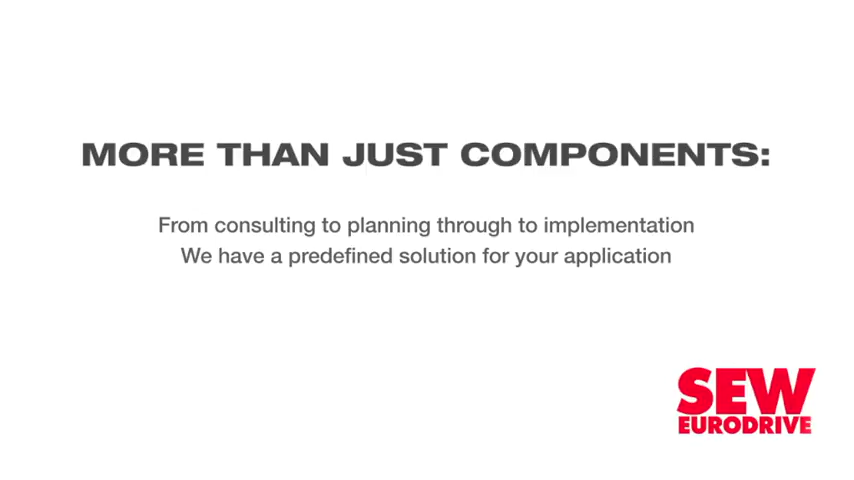 MORE THAN JUST COMPONENTS:
From consulting to planning through to implementation
We have a predefined solution for your application
SEW
EURODRIVE